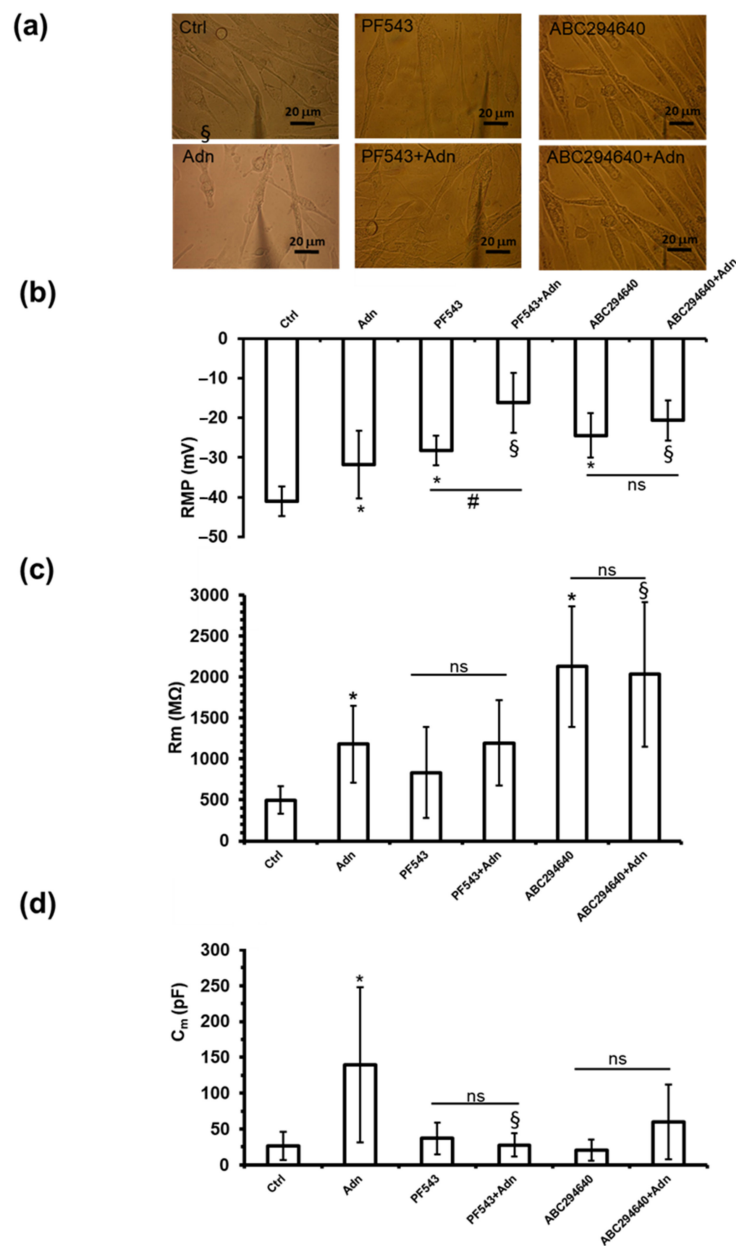 (a)
Ctrl
PF543
ABC294640
20 µm
20 µm
20 µm
§
Adn
PF543+Adn
ABC294640+Adn
20 µm
20 µm
20 µm
(b)
Ctrl
Adn
PF543
PF543+Adn
ABC294640
ABC294640+Adn
RMP (mV)
0
–10
–20
–30
–40
–50
*
*
§
*
§
#
ns
(c)
Rm (MΩ)
3000
2500
2000
1500
1000
500
0
*
ns
*
§
ns
Ctrl
Adn
PF543
PF543+Adn
ABC294640
ABC294640+Adn
(d)
Cm (pF)
300
250
200
150
100
50
0
*
ns
§
ns
Ctrl
Adn
PF543
PF543+Adn
ABC294640
ABC294640+Adn